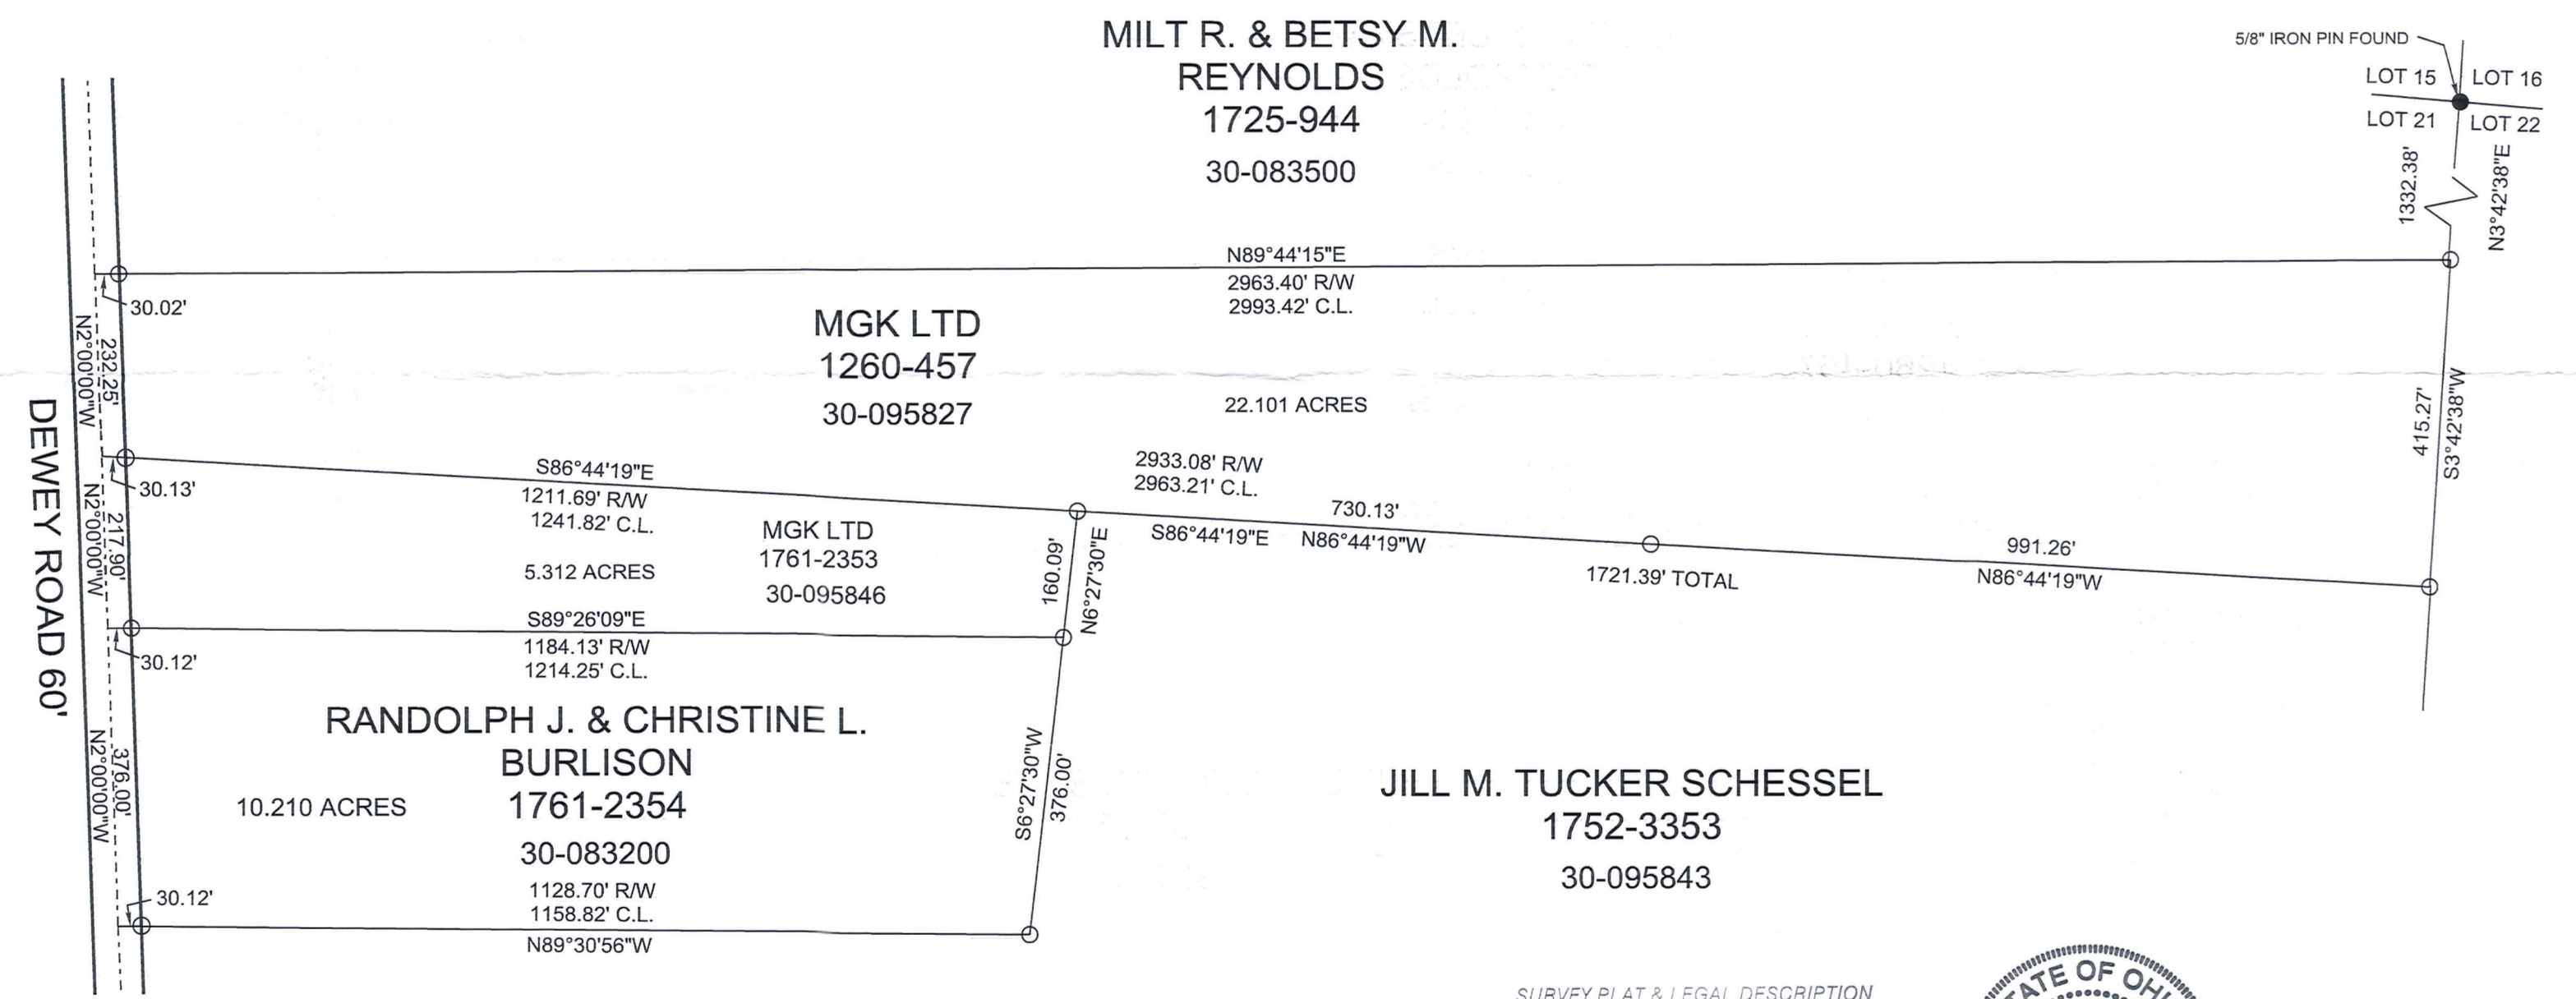 MILT R. & BETSY M.
REYNOLDS
1725-944
30-083500
5/8" IRON PIN FOUND
LOT 15
LOT 16
LOT 21
LOT 22
1332.38'
N3°42'38"E
N89°44'15"E
2963.40' R/W
2993.42' C.L.
30.02'
N2°00'00"W
232.25'
MGK LTD
1260-457
30-095827
22.101 ACRES
415.27'
S3°42'38"W
DEWEY ROAD 60'
30.13'
S86°44'19"E
1211.69' R/W
1241.82' C.L.
2933.08' R/W
2963.21' C.L.
730.13'
S86°44'19"E
N86°44'19"W
1721.39' TOTAL
991.26'
N86°44'19"W
N2°00'00"W
217.90'
MGK LTD
1761-2353
30-095846
5.312 ACRES
160.09'
N6°27'30"E
S89°26'09"E
1184.13' R/W
1214.25' C.L.
30.12'
N2°00'00"W
376.00'
RANDOLPH J. & CHRISTINE L.
BURLISON
1761-2354
30-083200
10.210 ACRES
S6°27'30"W
376.00'
1128.70' R/W
1158.82' C.L.
N89°30'56"W
30.12'
JILL M. TUCKER SCHESSEL
1752-3353
30-095843
SURVEY PLAT & LEGAL DESCRIPTION
STATE OF OHI